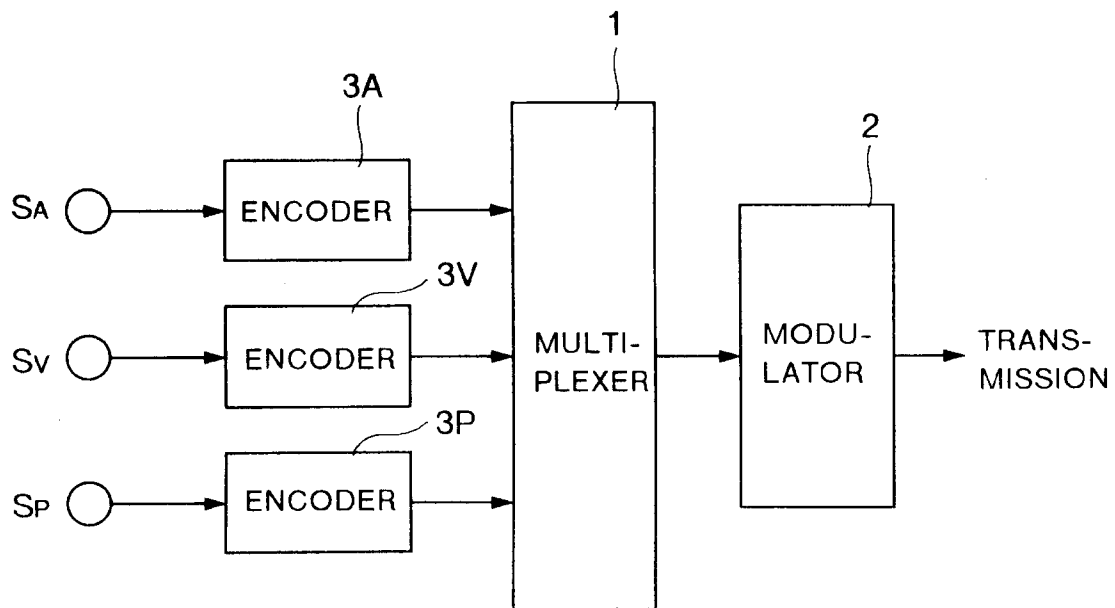 1
3A
2
SA
ENCODER
3V
SV
ENCODER
MULTI-
PLEXER
MODU-
LATOR
TRANS-
MISSION
3P
SP
ENCODER